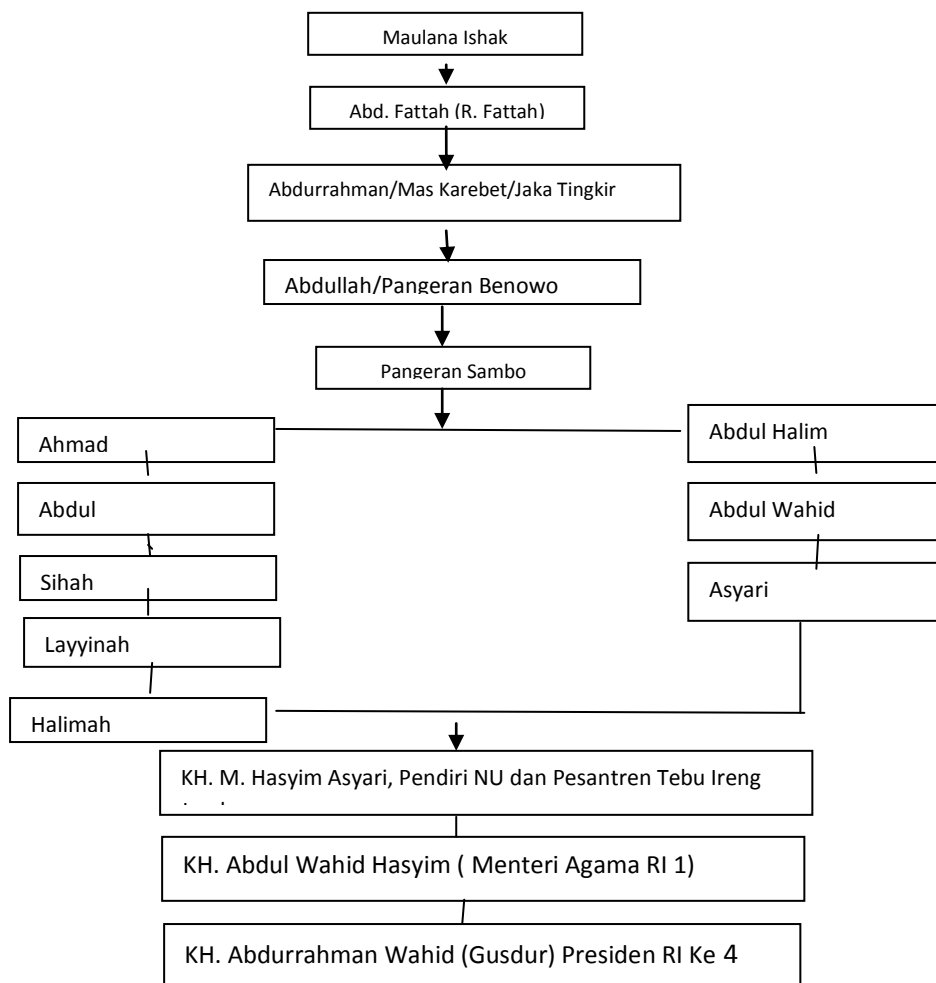 Maulana Ishak
Abd. Fattah (R. Fattah)
Abdurrahman/Mas Karebet/Jaka Tingkir
Abdullah/Pangeran Benowo
Pangeran Sambo
Ahmad
Abdul
Sihah
Layyinah
Halimah
Abdul Halim
Abdul Wahid
Asyari
KH. M. Hasyim Asyari, Pendiri NU dan Pesantren Tebu Ireng
KH. Abdul Wahid Hasyim ( Menteri Agama RI 1)
KH. Abdurrahman Wahid (Gusdur) Presiden RI Ke 4